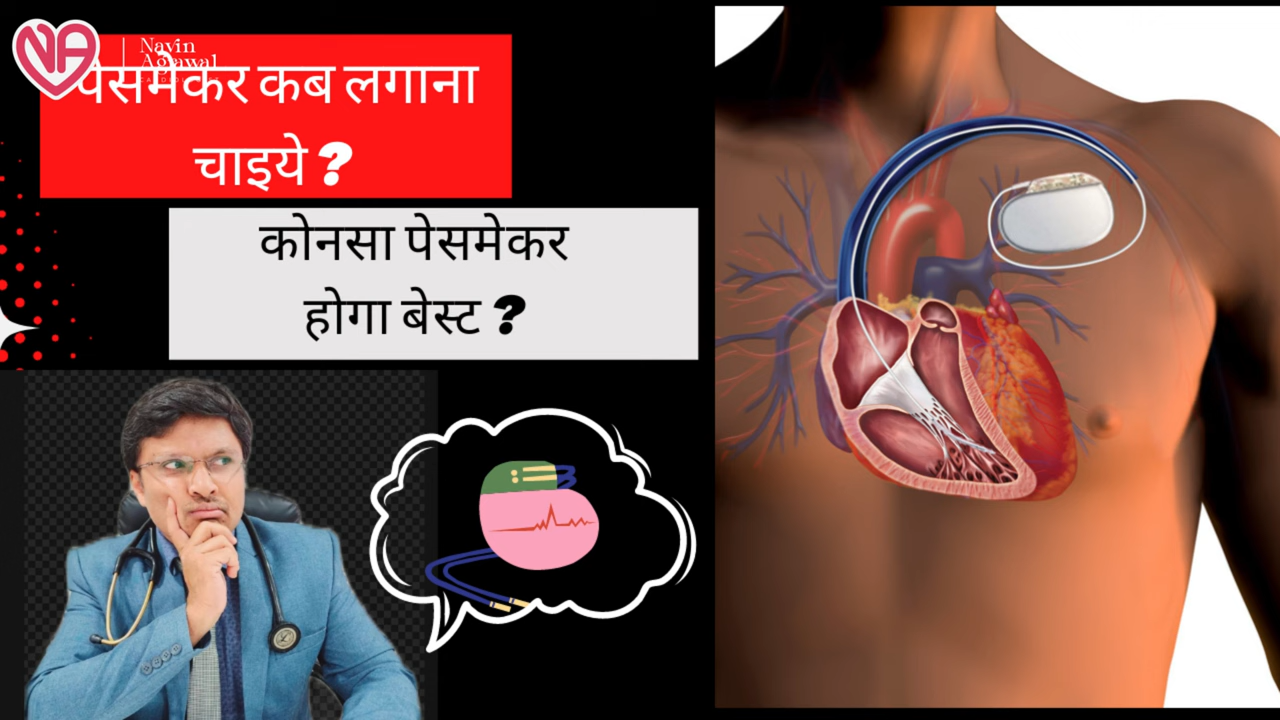 Navin
Agrawal
पेसमेकर कब लगाना
चाइये ?
कोनसा पेसमेकर
होगा बेस्ट ?